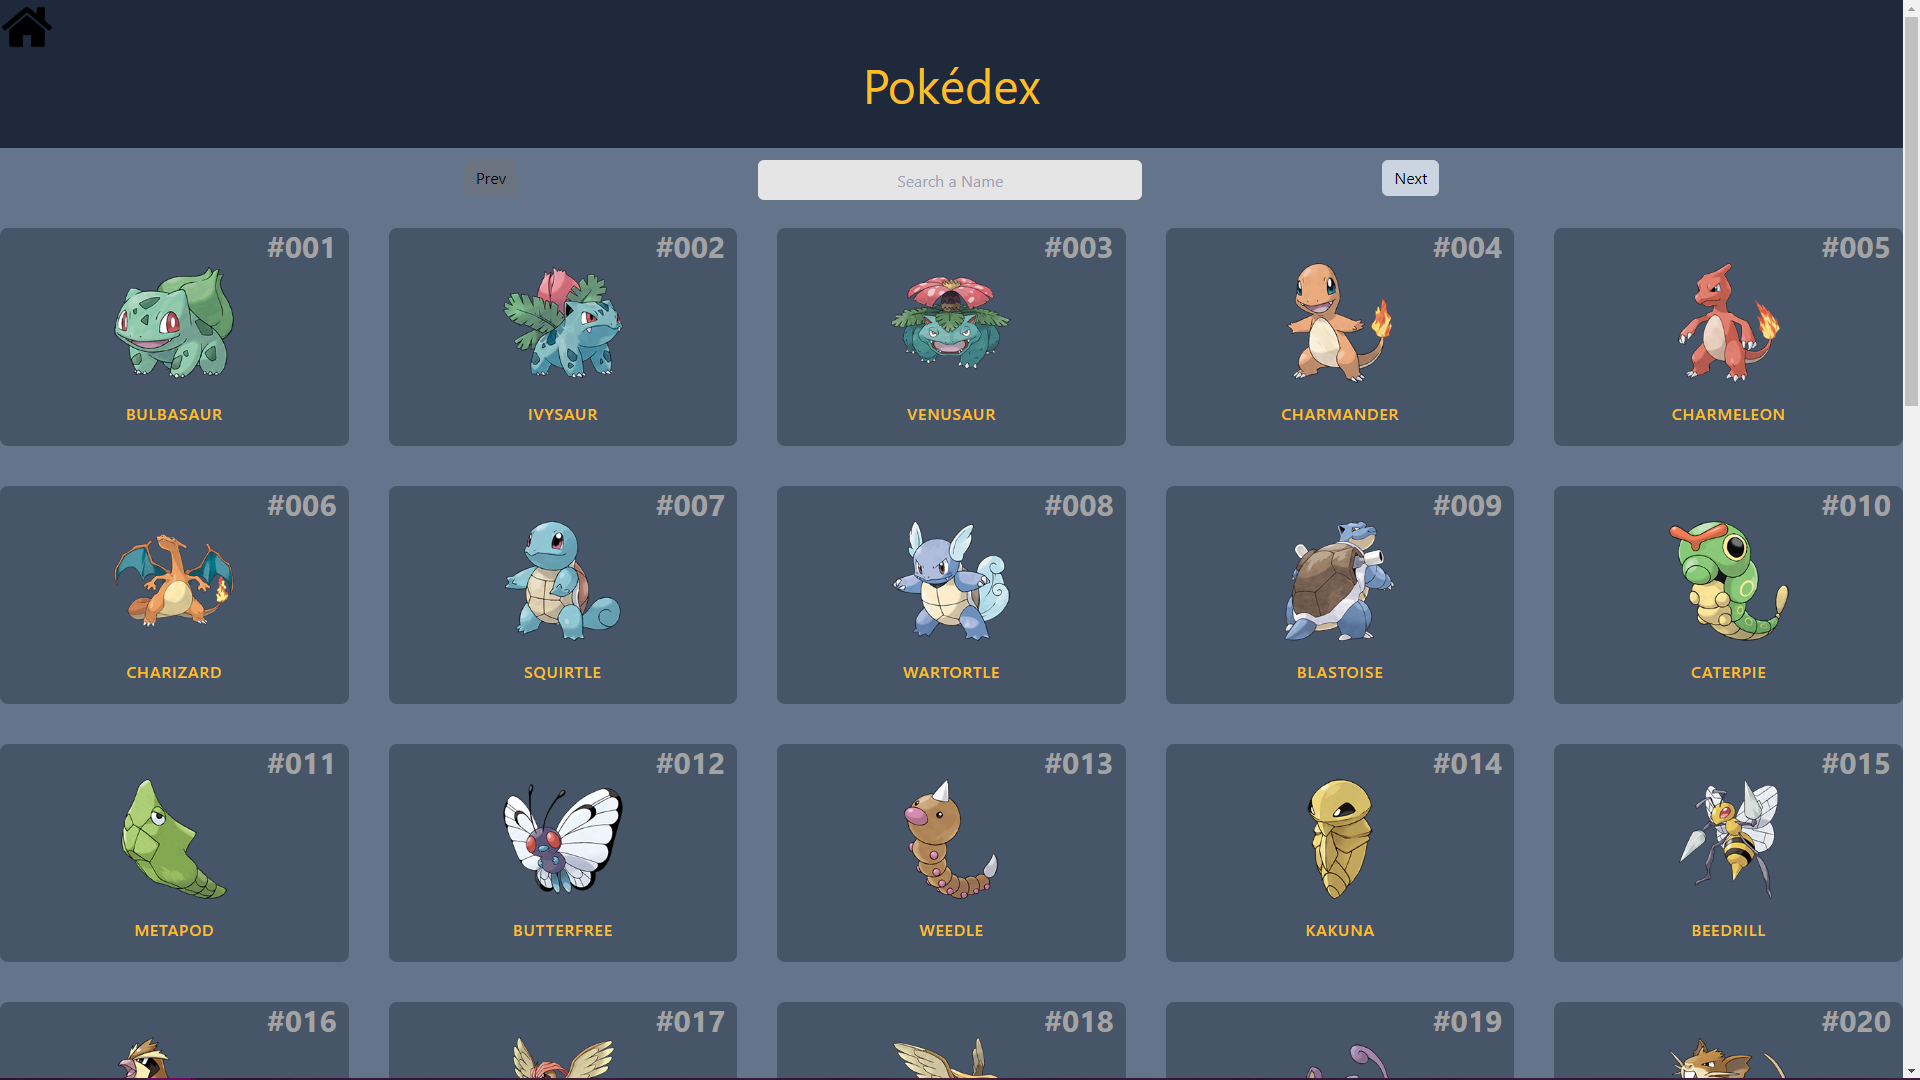 Pokédex
Prev
Search a Name
Next
#001
#002
#003
#004
#005
BULBASAUR
IVYSAUR
VENUSAUR
CHARMANDER
CHARMELEON
#006
#007
#008
#009
#010
CHARIZARD
SQUIRTLE
WARTORTLE
BLASTOISE
CATERPIE
#011
#012
#013
#014
#015
METAPOD
BUTTERFREE
WEEDLE
KAKUNA
BEEDRILL
#016
#017
#018
#019
#020